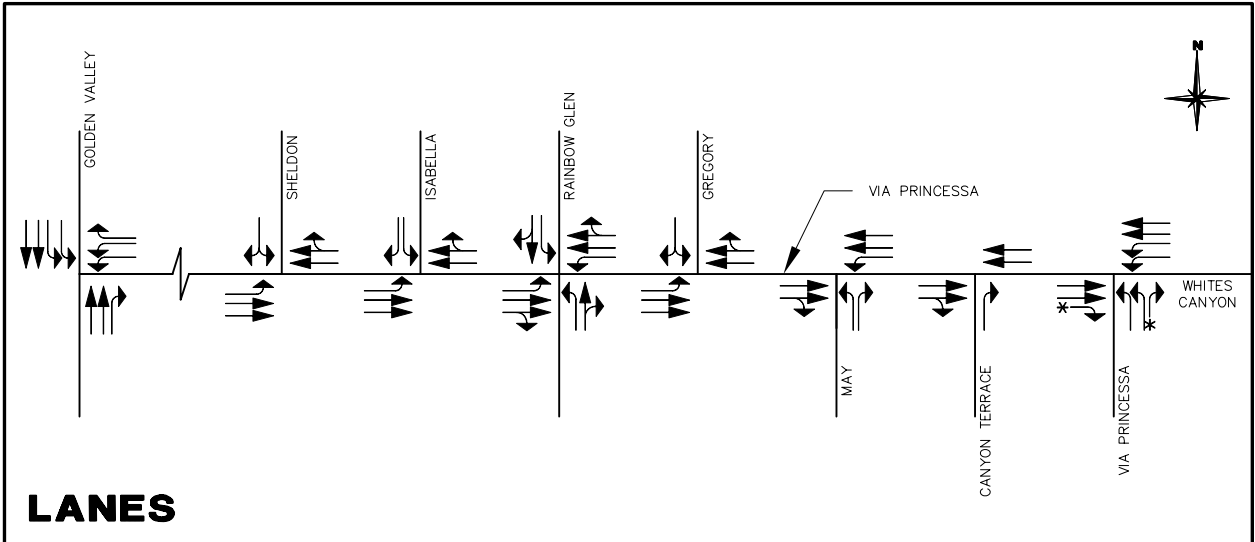 N
GOLDEN VALLEY
SHELDON
ISABELLA
RAINBOW GLEN
GREGORY
VIA PRINCESSA
WHITES
CANYON
MAY
CANYON TERRACE
VIA PRINCESSA
*
*
LANES